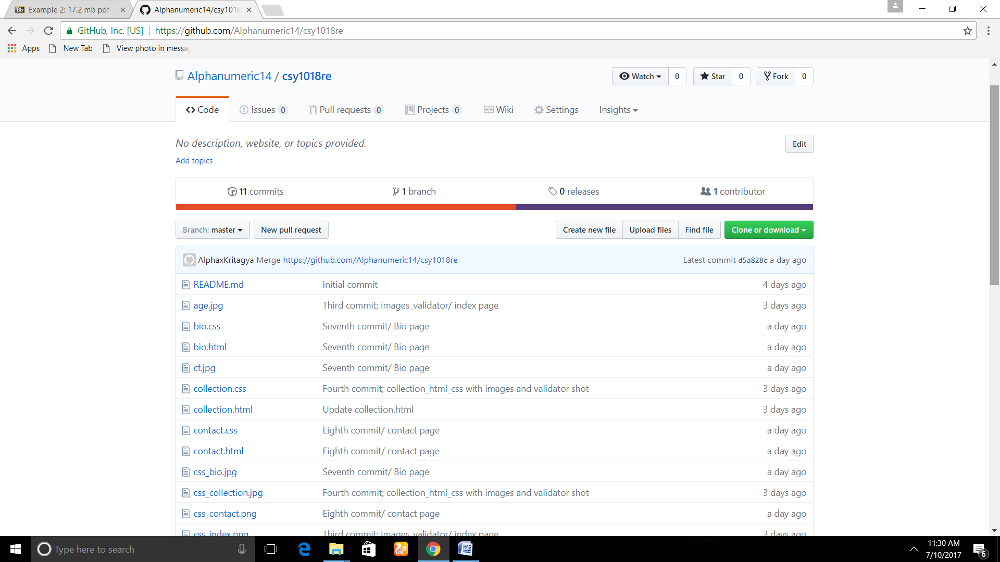 Example 2: 17.2 mb pdf -
Alphanumeric14/csy1018
GitHub, Inc. [US] https://github.com/Alphanumeric14/csy1018re
Apps New Tab View photo in messa
Alphanumeric14 / csy1018re Watch 0 Star 0 Fork 0
Code Issues 0 Pull requests 0 Projects 0 Wiki Settings Insights
No description, website, or topics provided. Edit
Add topics
11 commits 1 branch 0 releases 1 contributor
Branch: master New pull request Create new file Upload files Find file Clone or download
AlphaxKritagya Merge https://github.com/Alphanumeric14/csy1018re Latest commit d5a828c a day ago
README.md Initial commit 4 days ago
age.jpg Third commit; images_validator/ index page 3 days ago
bio.css Seventh commit/ Bio page a day ago
bio.html Seventh commit/ Bio page a day ago
cf.jpg Seventh commit/ Bio page a day ago
collection.css Fourth commit; collection_html_css with images and validator shot 3 days ago
collection.html Update collection.html 3 days ago
contact.css Eighth commit/ contact page a day ago
contact.html Eighth commit/ contact page a day ago
css_bio.jpg Seventh commit/ Bio page a day ago
css_collection.jpg Fourth commit; collection_html_css with images and validator shot 3 days ago
css_contact.png Eighth commit/ contact page a day ago
css_index.png Third commit; images_validator/ index page 3 days ago
Type here to search
11:30 AM
7/10/2017
6